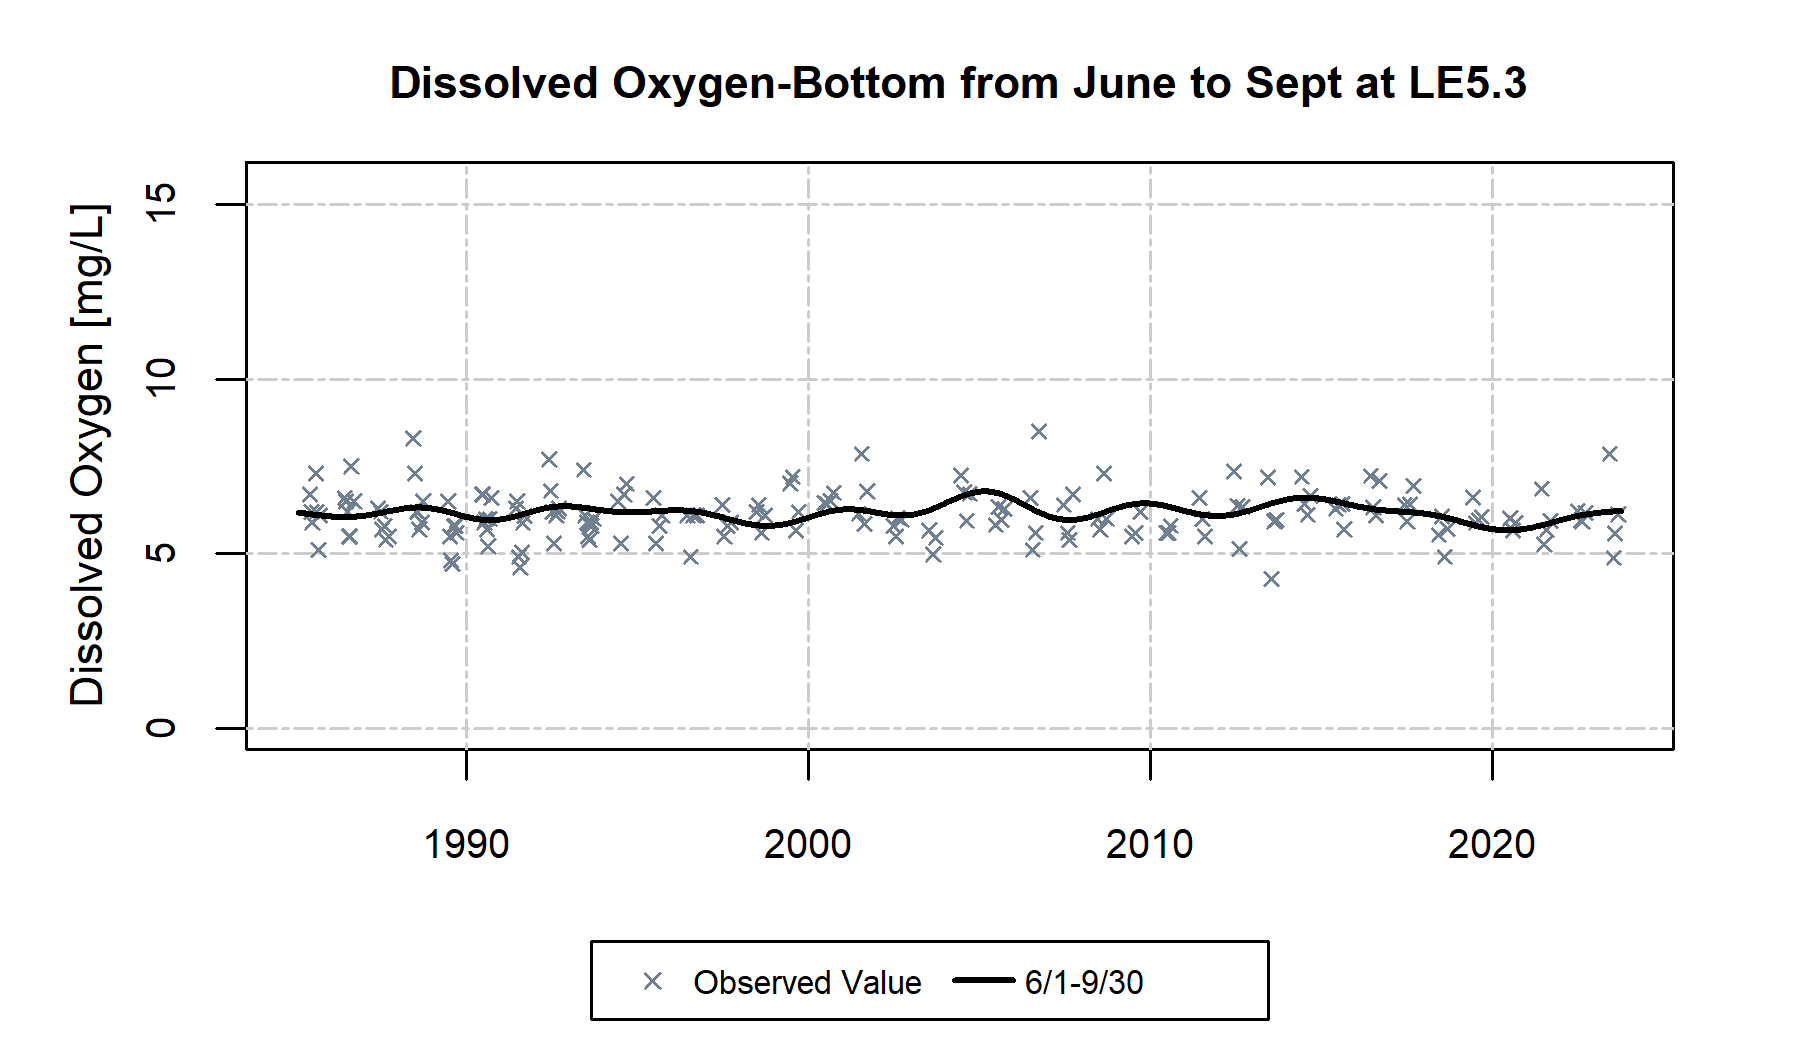 Dissolved Oxygen-Bottom from June to Sept at LE5.3
Dissolved Oxygen [mg/L]
15
10
5
0
1990 2000 2010 2020
Observed Value 6/1-9/30